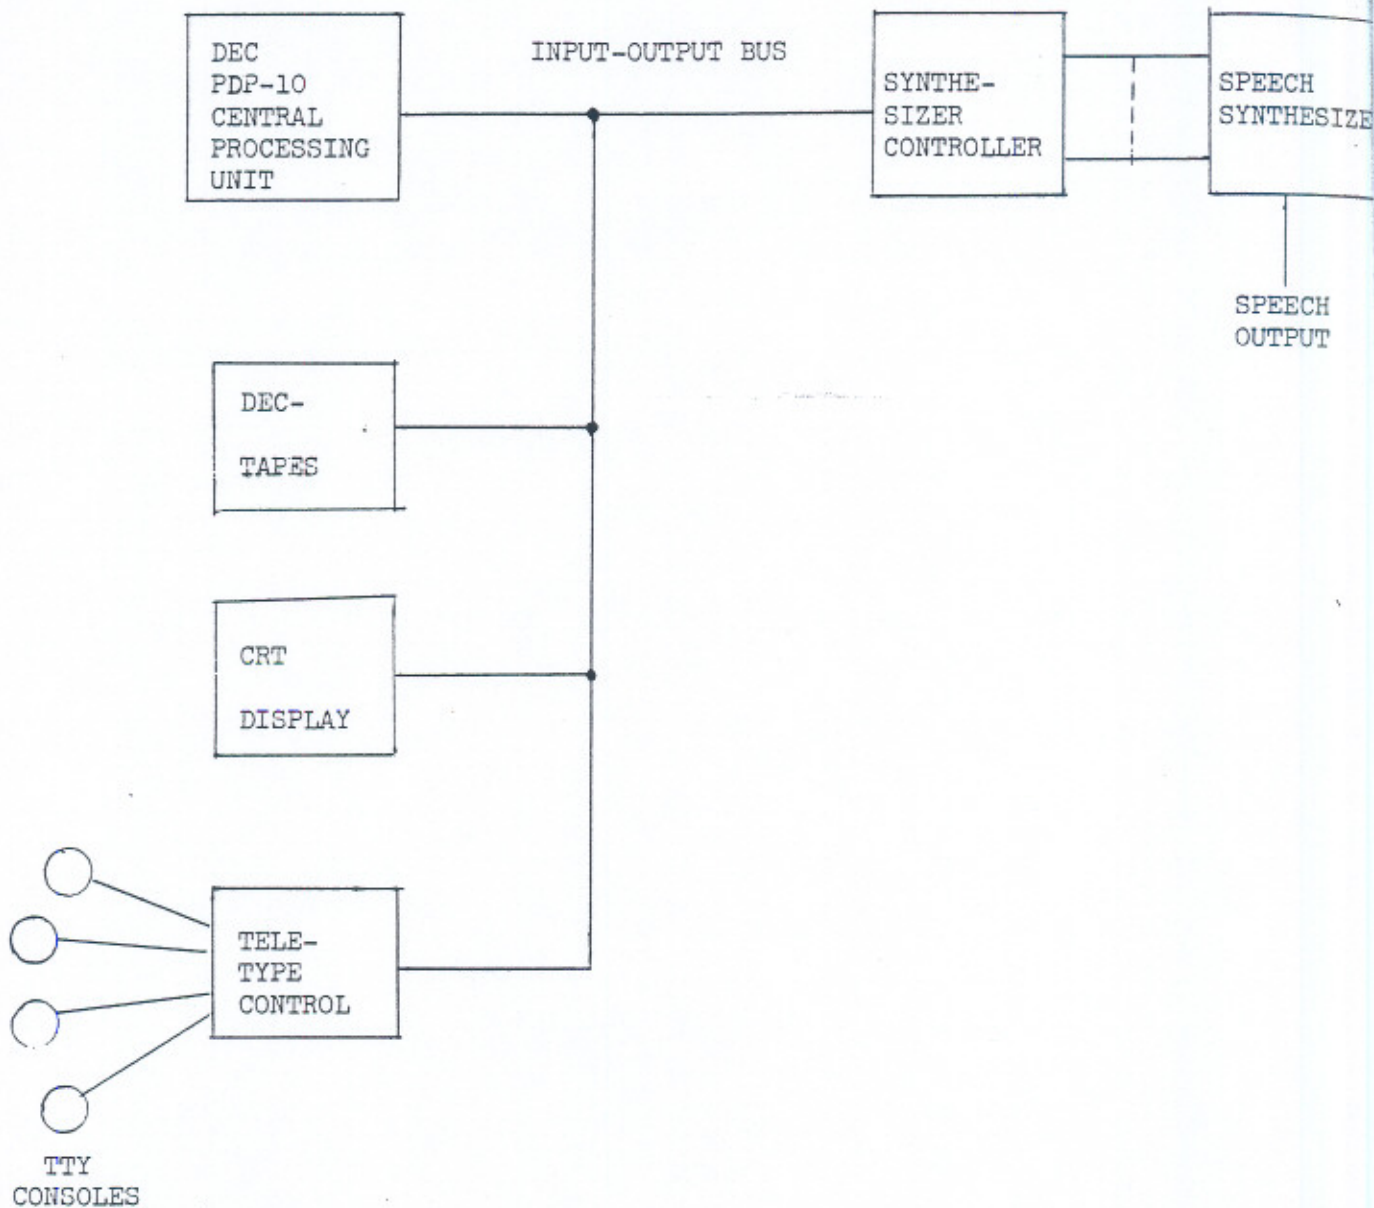 DEC
PDP-10
CENTRAL
PROCESSING
UNIT
INPUT-OUTPUT BUS
SYNTHE-
SIZER
CONTROLLER
SPEECH
SYNTHESIZE
SPEECH
OUTPUT
DEC-
TAPES
CRT
DISPLAY
TELE-
TYPE
CONTROL
TTY
CONSOLES